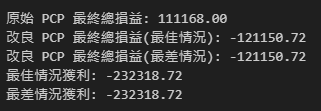 原始 PCP 最終總損益: 111168.00
改良 PCP 最終總損益(最佳情況): -121150.72
改良 PCP 最終總損益(最差情況): -121150.72
最佳情況獲利: -232318.72
最差情況獲利: -232318.72